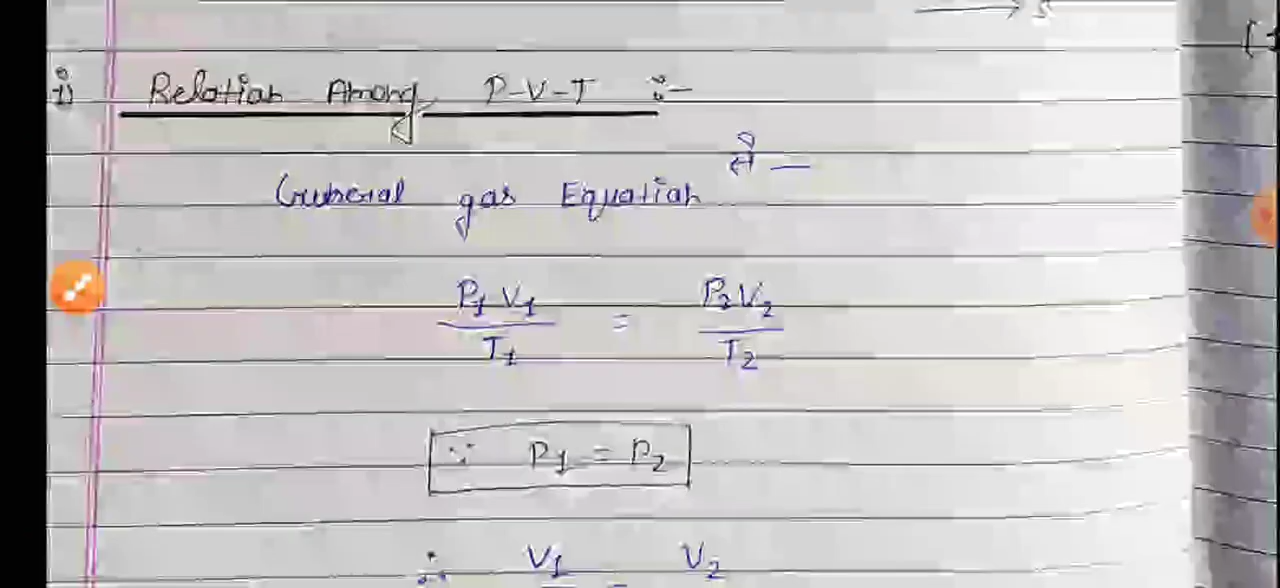 i) Relation Among P-V-T :-
General gas Equation से —
P₁ V₁ / T₁ = P₂ V₂ / T₂
∵ P₁ = P₂
∴ V₁ = V₂